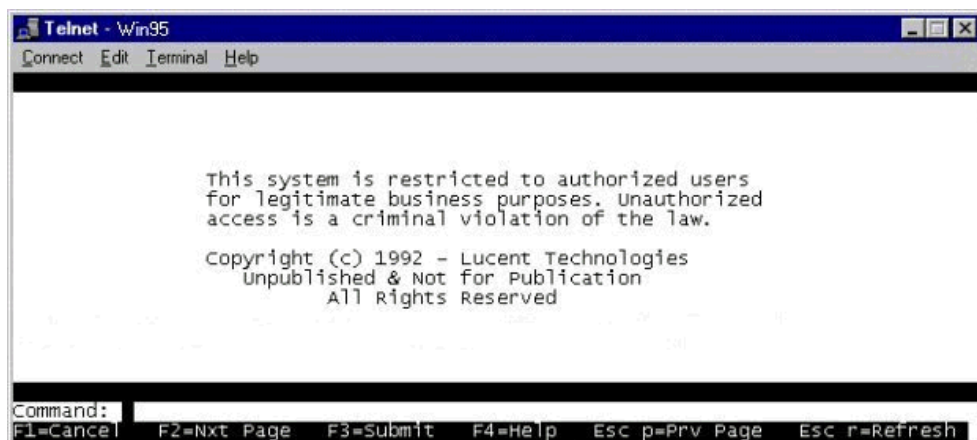 Telnet - Win95
Connect Edit Terminal Help
This system is restricted to authorized users
for legitimate business purposes. Unauthorized
access is a criminal violation of the law.
Copyright (c) 1992 - Lucent Technologies
Unpublished & Not for Publication
All Rights Reserved
Command:
F1=Cancel F2=Nxt Page F3=Submit F4=Help Esc p=Prv Page Esc r=Refresh